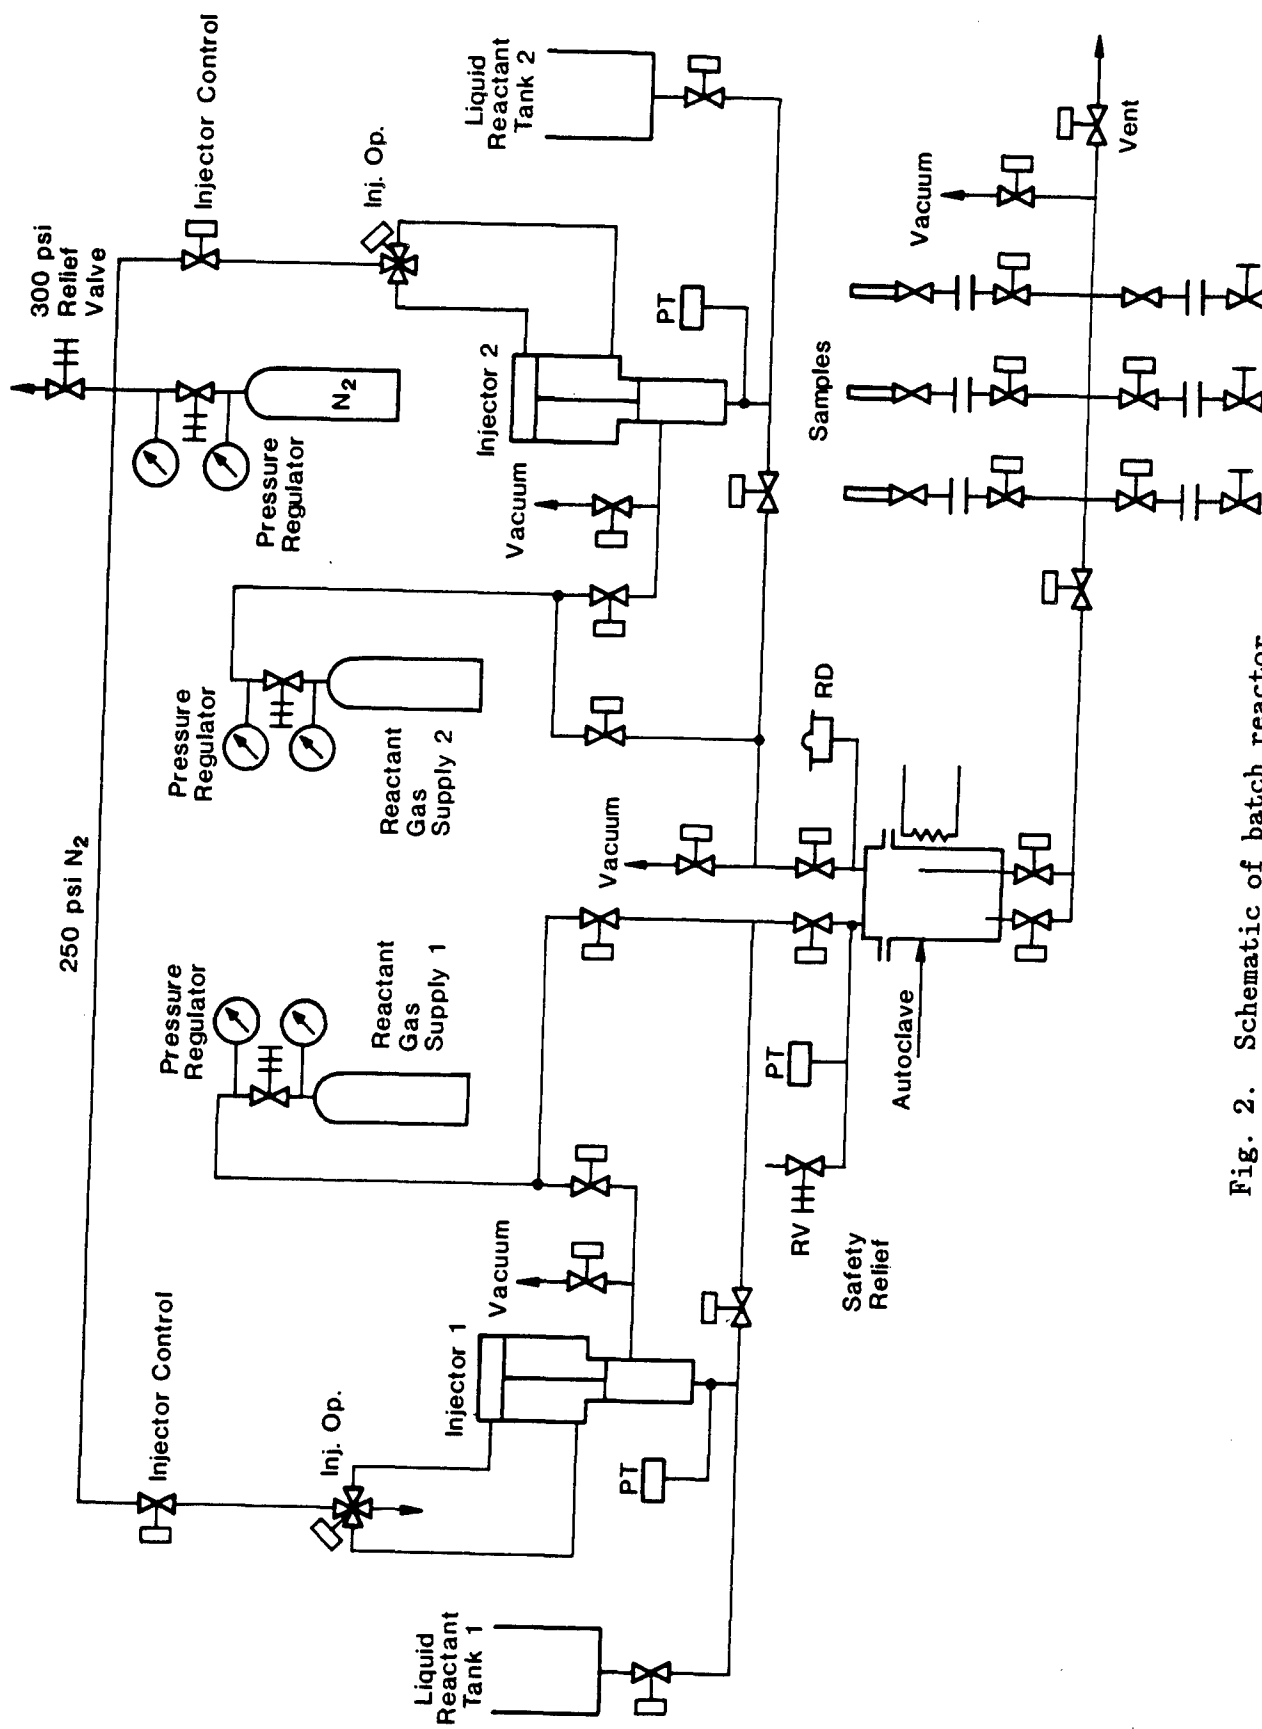 250 psi N2
300 psi
Relief
Valve
Injector Control
Injector Control
Pressure
Regulator
Pressure
Regulator
Pressure
Regulator
N2
Inj. Op.
Inj. Op.
Reactant
Gas
Supply 1
Reactant
Gas
Supply 2
Liquid
Reactant
Tank 1
Liquid
Reactant
Tank 2
Injector 1
Injector 2
Vacuum
Vacuum
Vacuum
PT
PT
PT
RV
Safety
Relief
RD
Autoclave
Samples
Vacuum
Vent
Fig. 2. Schematic of batch reactor